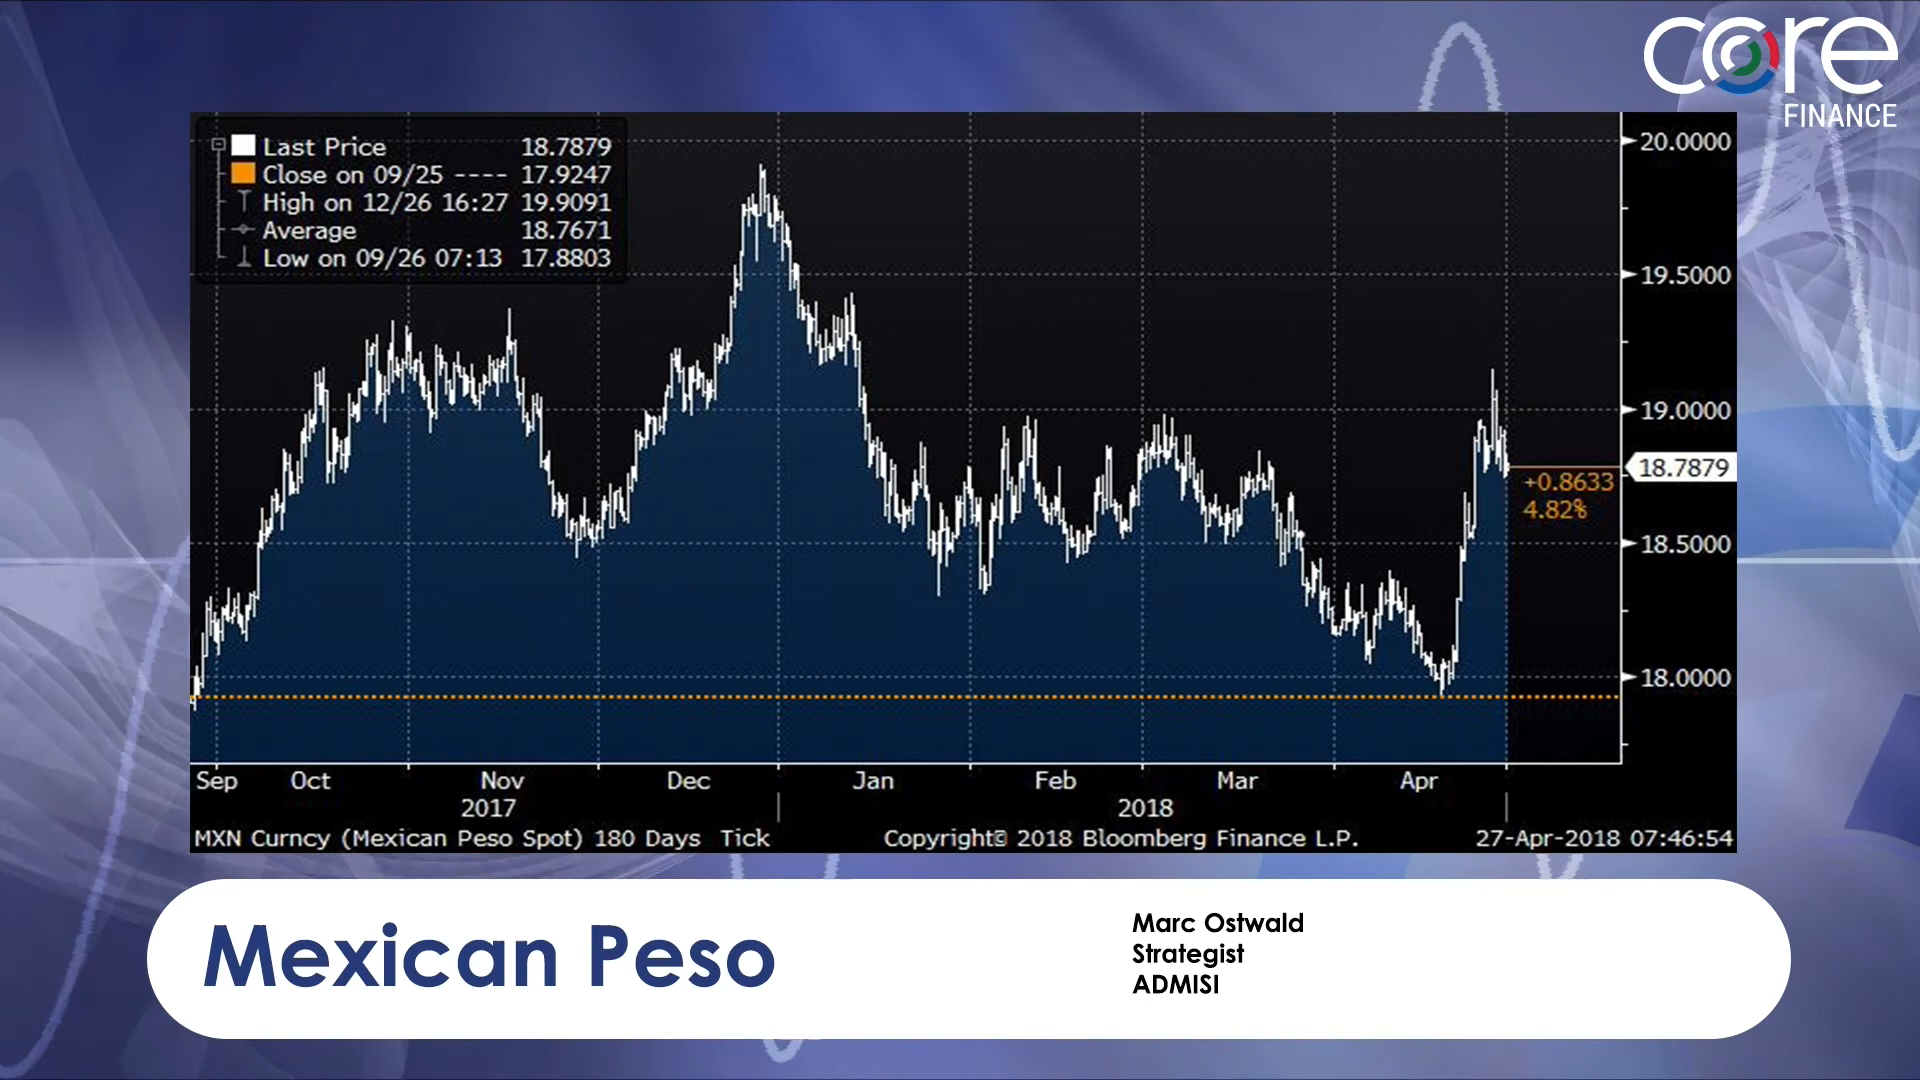 core
FINANCE
Last Price 18.7879
Close on 09/25 ---- 17.9247
High on 12/26 16:27 19.9091
Average 18.7671
Low on 09/26 07:13 17.8803
20.0000
19.5000
19.0000
18.7879
+0.8633
4.82%
18.5000
18.0000
Sep Oct Nov Dec Jan Feb Mar Apr
2017 2018
MXN Curncy (Mexican Peso Spot) 180 Days Tick Copyright© 2018 Bloomberg Finance L.P. 27-Apr-2018 07:46:54
Mexican Peso
Marc Ostwald
Strategist
ADMISI